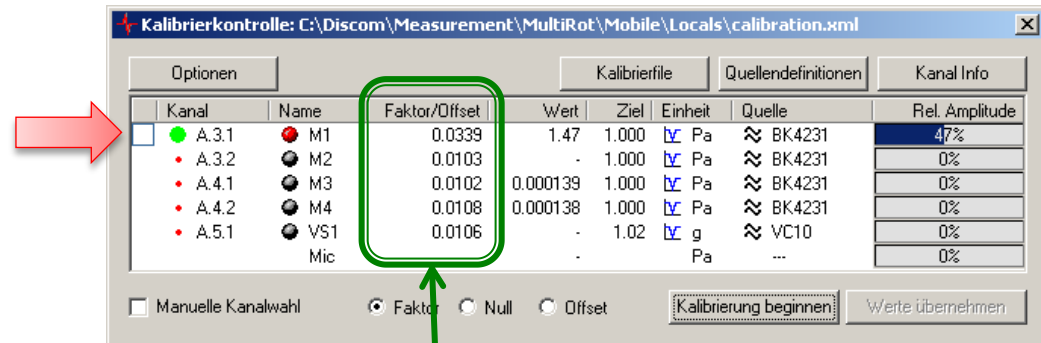 Kalibrierkontrolle: C:\Discom\Measurement\MultiRot\Mobile\Locals\calibration.xml
Optionen Kalibrierfile Quellendefinitionen Kanal Info
Kanal Name Faktor/Offset Wert Ziel Einheit Quelle Rel. Amplitude
A.3.1 M1 0.0339 1.47 1.000 Pa BK4231 47%
A.3.2 M2 0.0103 - 1.000 Pa BK4231 0%
A.4.1 M3 0.0102 0.000139 1.000 Pa BK4231 0%
A.4.2 M4 0.0108 0.000138 1.000 Pa BK4231 0%
A.5.1 VS1 0.0106 - 1.02 g VC10 0%
Mic - Pa --- 0%
Manuelle Kanalwahl Faktor Null Offset Kalibrierung beginnen Werte übernehmen